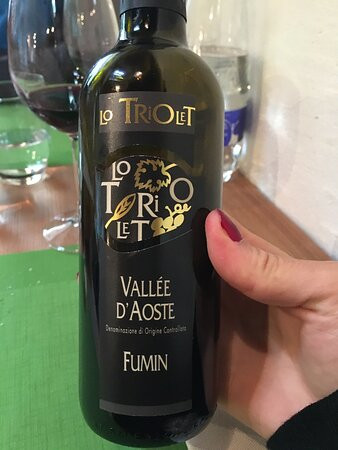 LO TRIOLET
LO
TRIO
LET
VALLÉE
D'AOSTE
Denominazione di Origine Controllata
FUMIN